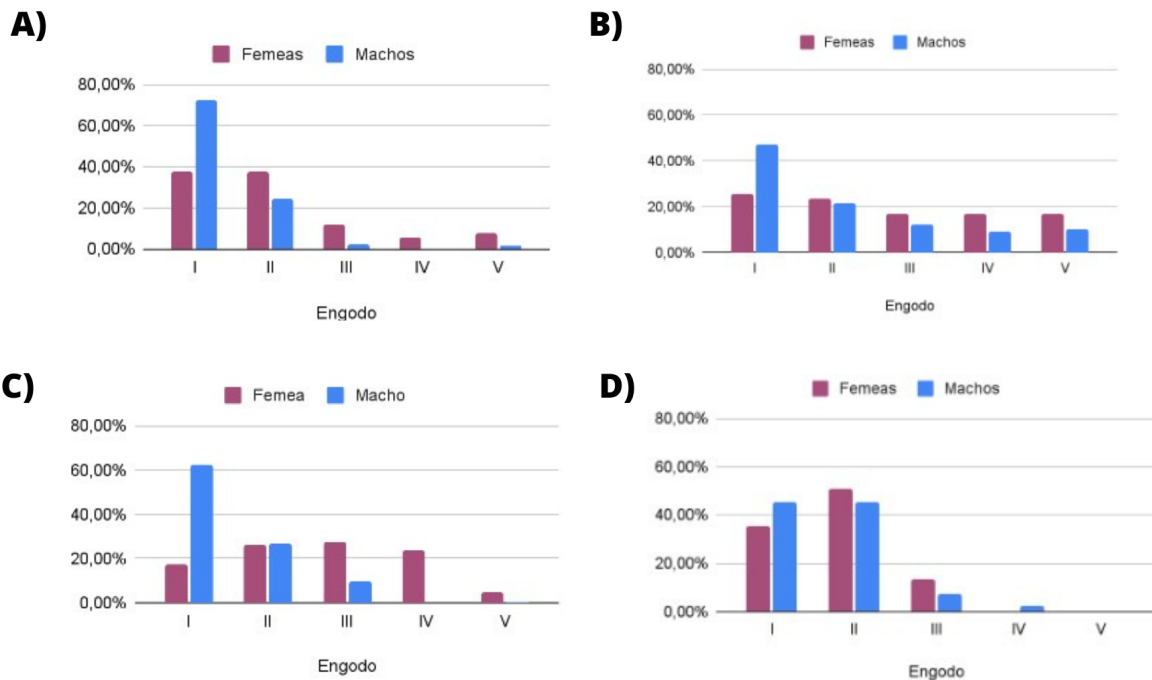 A)
Femeas Machos
80,00%
60,00%
40,00%
20,00%
0,00%
I II III IV V
Engodo
B)
Femeas Machos
80,00%
60,00%
40,00%
20,00%
0,00%
I II III IV V
Engodo
C)
Femea Macho
80,00%
60,00%
40,00%
20,00%
0,00%
I II III IV V
Engodo
D)
Femeas Machos
80,00%
60,00%
40,00%
20,00%
0,00%
I II III IV V
Engodo